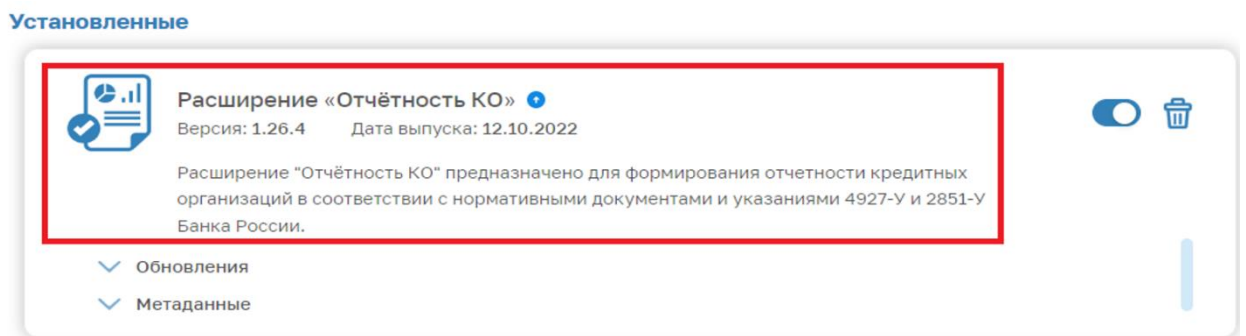 Установленные
Расширение «Отчётность КО»
Версия: 1.26.4 Дата выпуска: 12.10.2022
Расширение "Отчётность КО" предназначено для формирования отчетности кредитных
организаций в соответствии с нормативными документами и указаниями 4927-У и 2851-У
Банка России.
Обновления
Метаданные